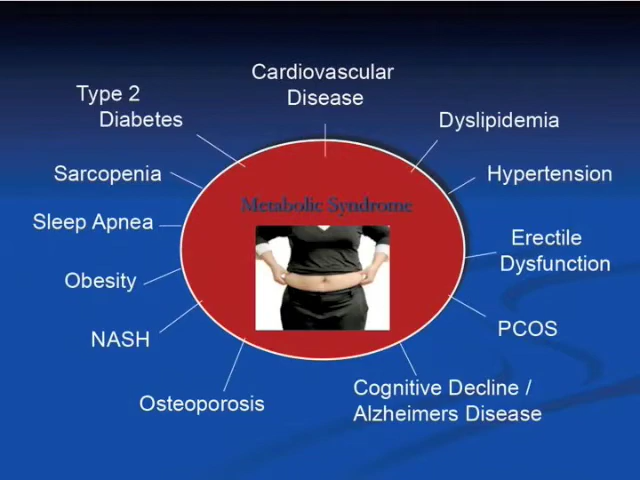 Cardiovascular
Disease
Type 2
Diabetes
Dyslipidemia
Sarcopenia
Hypertension
Metabolic Syndrome
Sleep Apnea
Erectile
Dysfunction
Obesity
NASH
PCOS
Osteoporosis
Cognitive Decline /
Alzheimers Disease